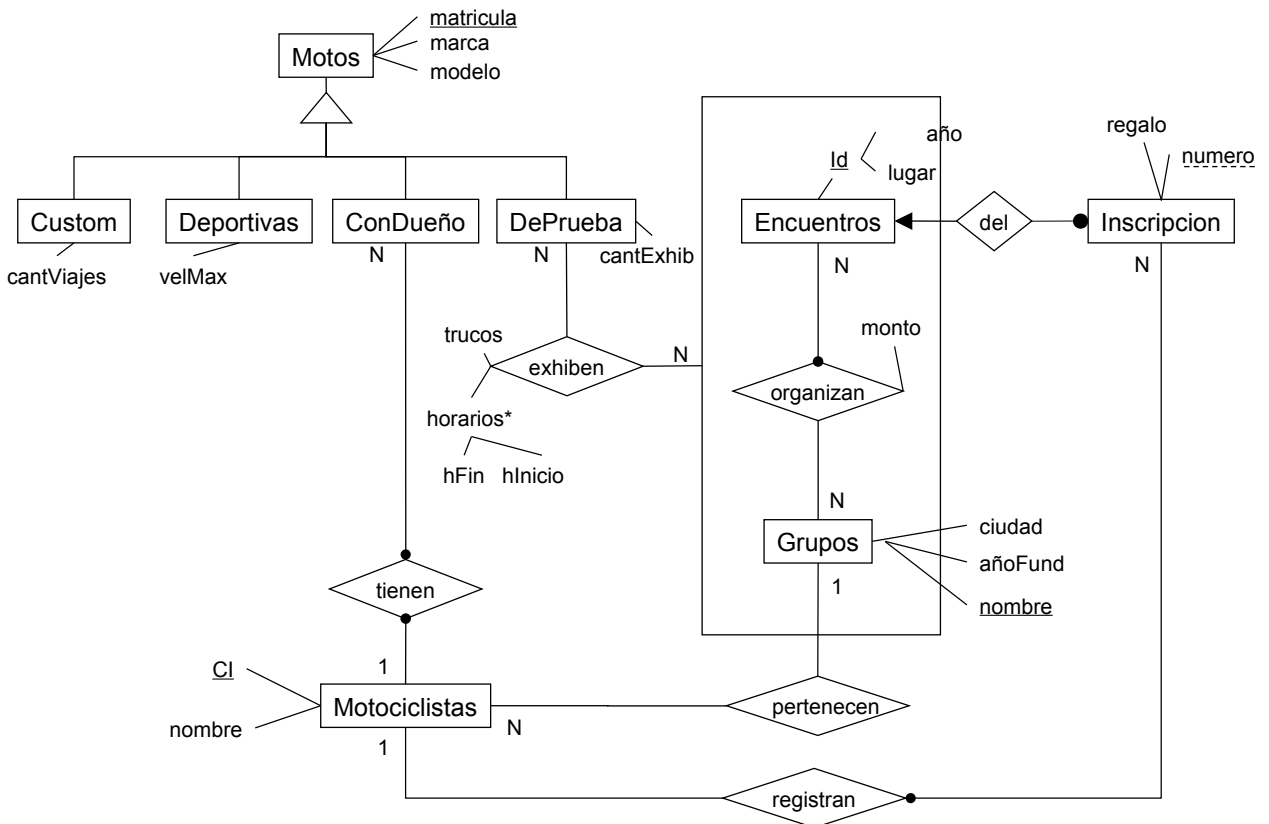 matricula
Motos
marca
modelo
Custom
Deportivas
ConDueño
DePrueba
cantViajes
velMax
N
N
cantExhib
año
Id
lugar
Encuentros
N
del
regalo
numero
Inscripcion
N
trucos
exhiben
N
horarios*
hFin
hInicio
monto
organizan
N
Grupos
1
ciudad
añoFund
nombre
tienen
1
CI
nombre
Motociclistas
N
1
pertenecen
registran